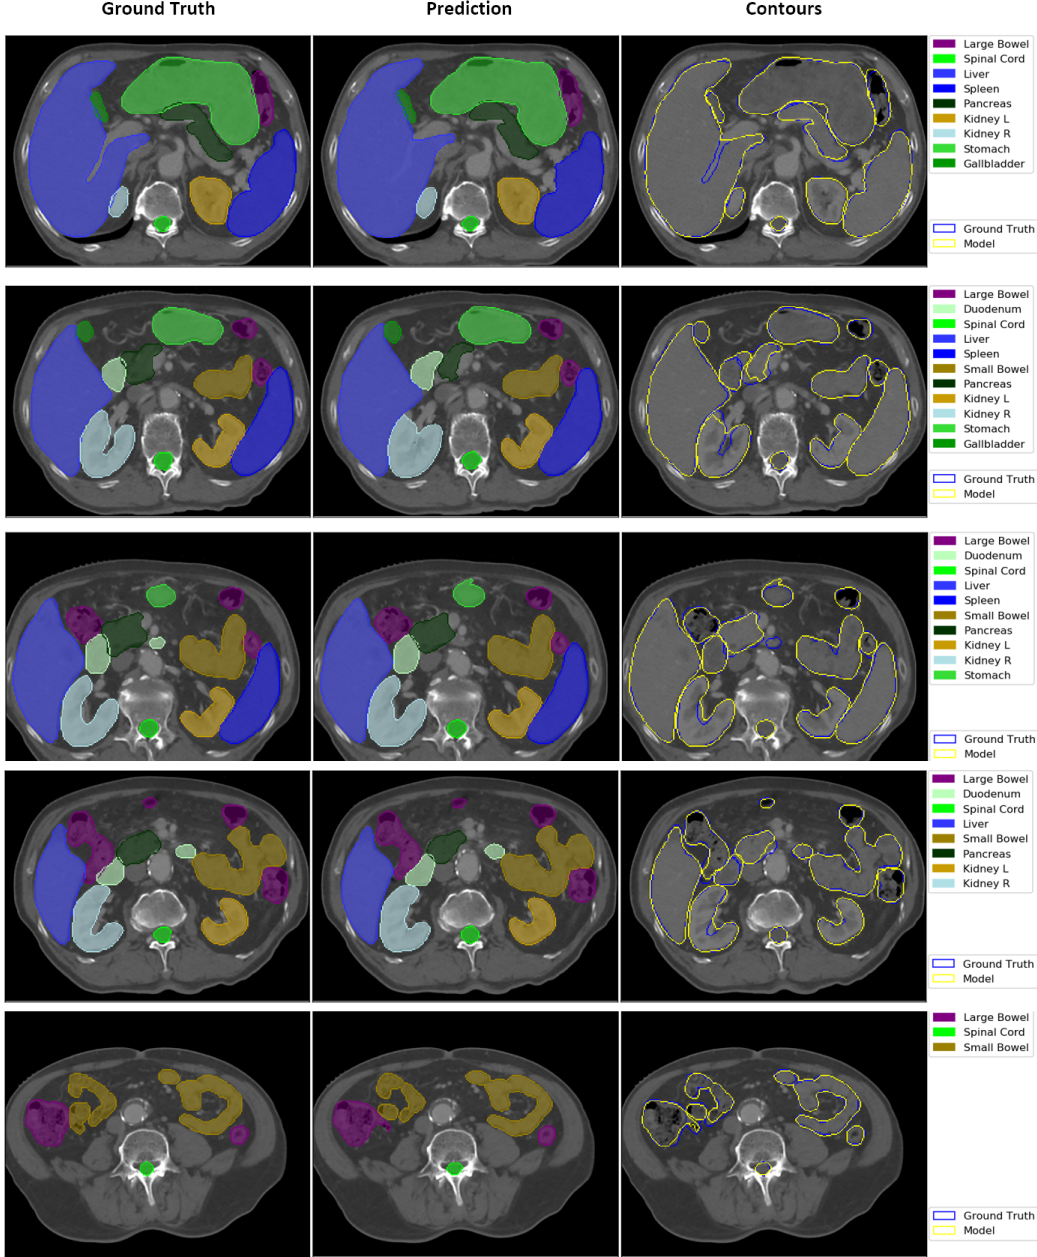 Ground Truth
Prediction
Contours
Large Bowel
Spinal Cord
Liver
Spleen
Pancreas
Kidney L
Kidney R
Stomach
Gallbladder
Ground Truth
Model
Large Bowel
Duodenum
Spinal Cord
Liver
Spleen
Small Bowel
Pancreas
Kidney L
Kidney R
Stomach
Gallbladder
Ground Truth
Model
Large Bowel
Duodenum
Spinal Cord
Liver
Spleen
Small Bowel
Pancreas
Kidney L
Kidney R
Stomach
Ground Truth
Model
Large Bowel
Duodenum
Spinal Cord
Liver
Small Bowel
Pancreas
Kidney L
Kidney R
Ground Truth
Model
Large Bowel
Spinal Cord
Small Bowel
Ground Truth
Model